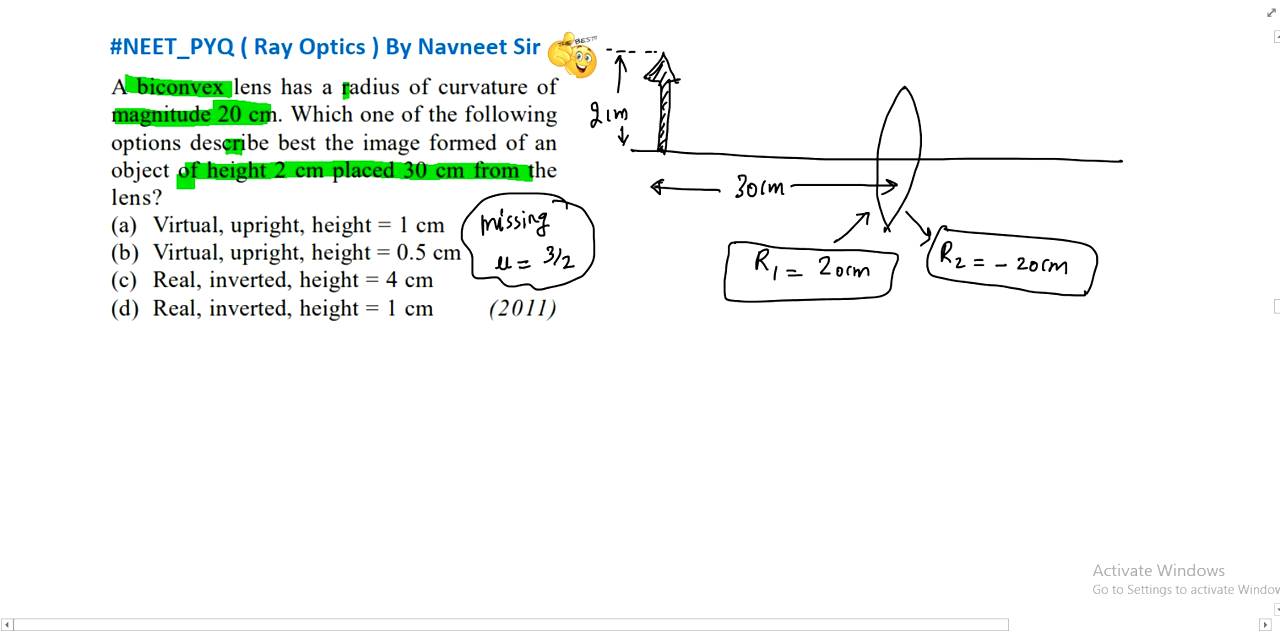 #NEET_PYQ ( Ray Optics ) By Navneet Sir
THE BEST!!!
A biconvex lens has a radius of curvature of
magnitude 20 cm. Which one of the following
options describe best the image formed of an
object of height 2 cm placed 30 cm from the
lens?
(a) Virtual, upright, height = 1 cm
(b) Virtual, upright, height = 0.5 cm
(c) Real, inverted, height = 4 cm
(d) Real, inverted, height = 1 cm (2011)
missing
μ = 3/2
2cm
30cm
R₁ = 20cm
R₂ = - 20cm
Activate Windows
Go to Settings to activate Window